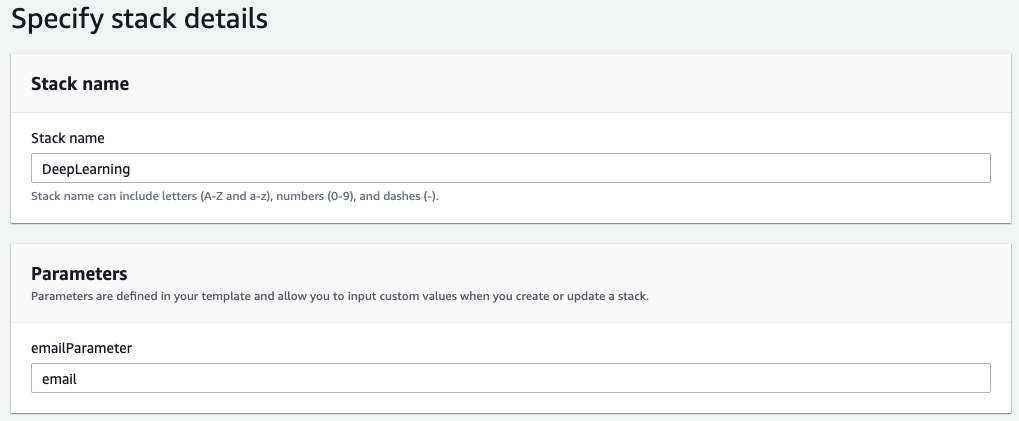 Specify stack details
Stack name
Stack name
DeepLearning
Stack name can include letters (A-Z and a-z), numbers (0-9), and dashes (-).
Parameters
Parameters are defined in your template and allow you to input custom values when you create or update a stack.
emailParameter
email